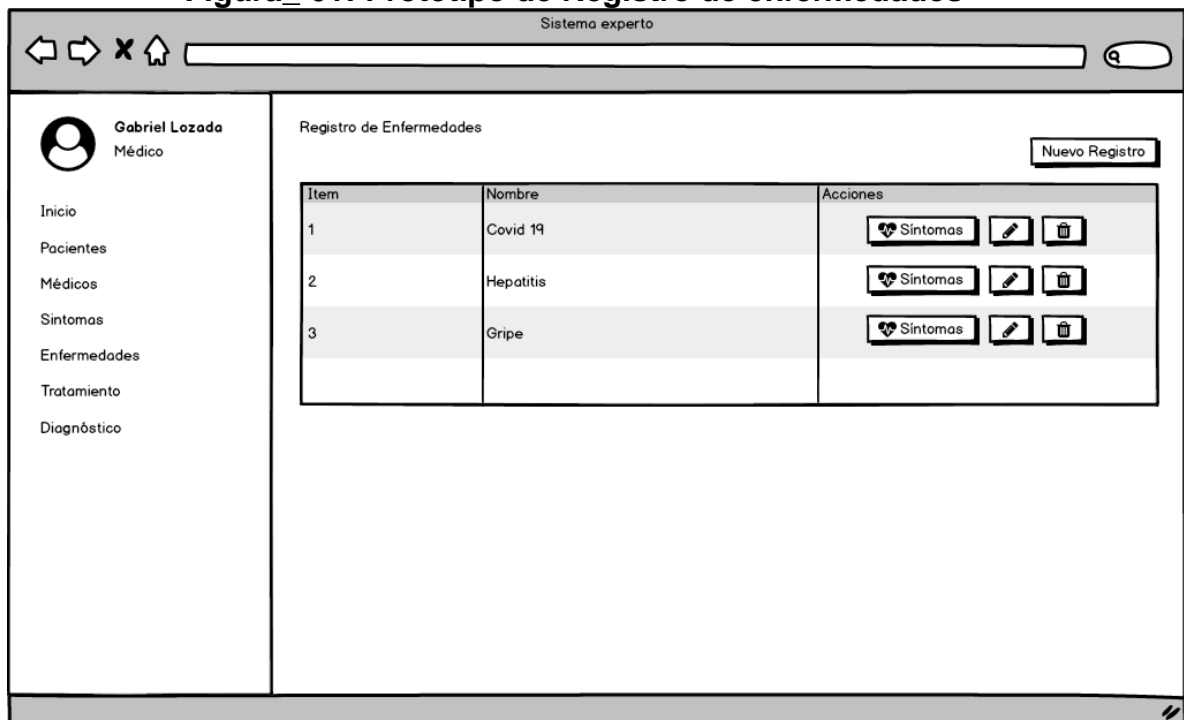 Sistema experto
Gabriel Lozada
Médico
Inicio
Pacientes
Médicos
Sintomas
Enfermedades
Tratamiento
Diagnóstico
Registro de Enfermedades
Nuevo Registro
Item Nombre Acciones
1 Covid 19 Síntomas
2 Hepatitis Síntomas
3 Gripe Síntomas